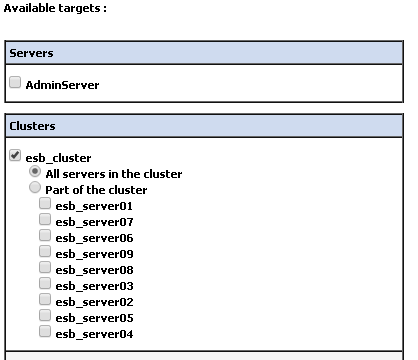 Available targets :
Servers
AdminServer
Clusters
esb_cluster
All servers in the cluster
Part of the cluster
esb_server01
esb_server07
esb_server06
esb_server09
esb_server08
esb_server03
esb_server02
esb_server05
esb_server04